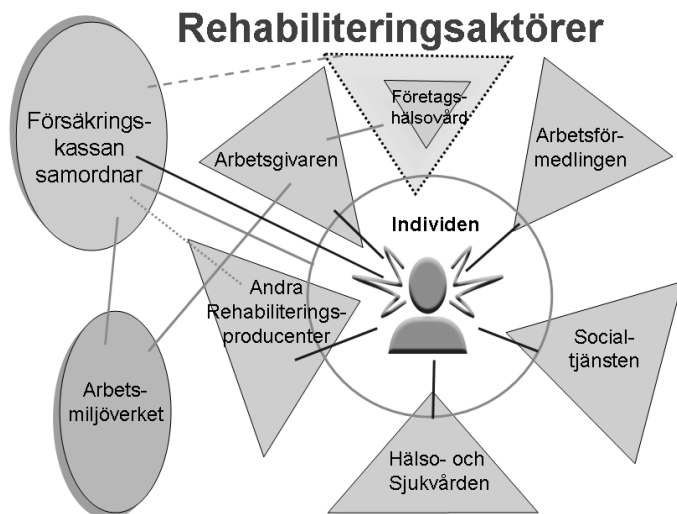 Rehabiliteringsaktörer
Försäkrings-
kassan
samordnar
Företags-
hälsovård
Arbetsgivaren
Arbetsför-
medlingen
Individen
Andra
Rehabiliterings-
producenter
Social-
tjänsten
Arbets-
miljöverket
Hälso- och
Sjukvården